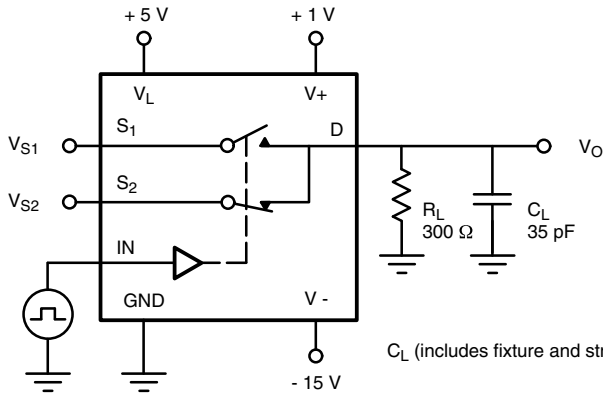 + 5 V
+ 1 V
V_L
V+
V_S1
S_1
D
V_O
V_S2
S_2
R_L
300 Ω
C_L
35 pF
IN
GND
V -
- 15 V
C_L (includes fixture and